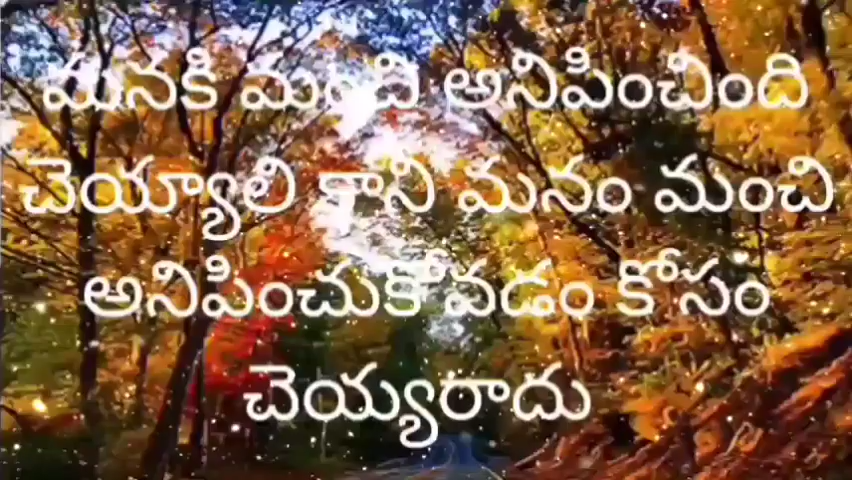 మనకి మంచి అనిపించింది
చెయ్యాలి కాని మనం మంచి
అనిపించుకోవడం కోసం
చెయ్యరాదు